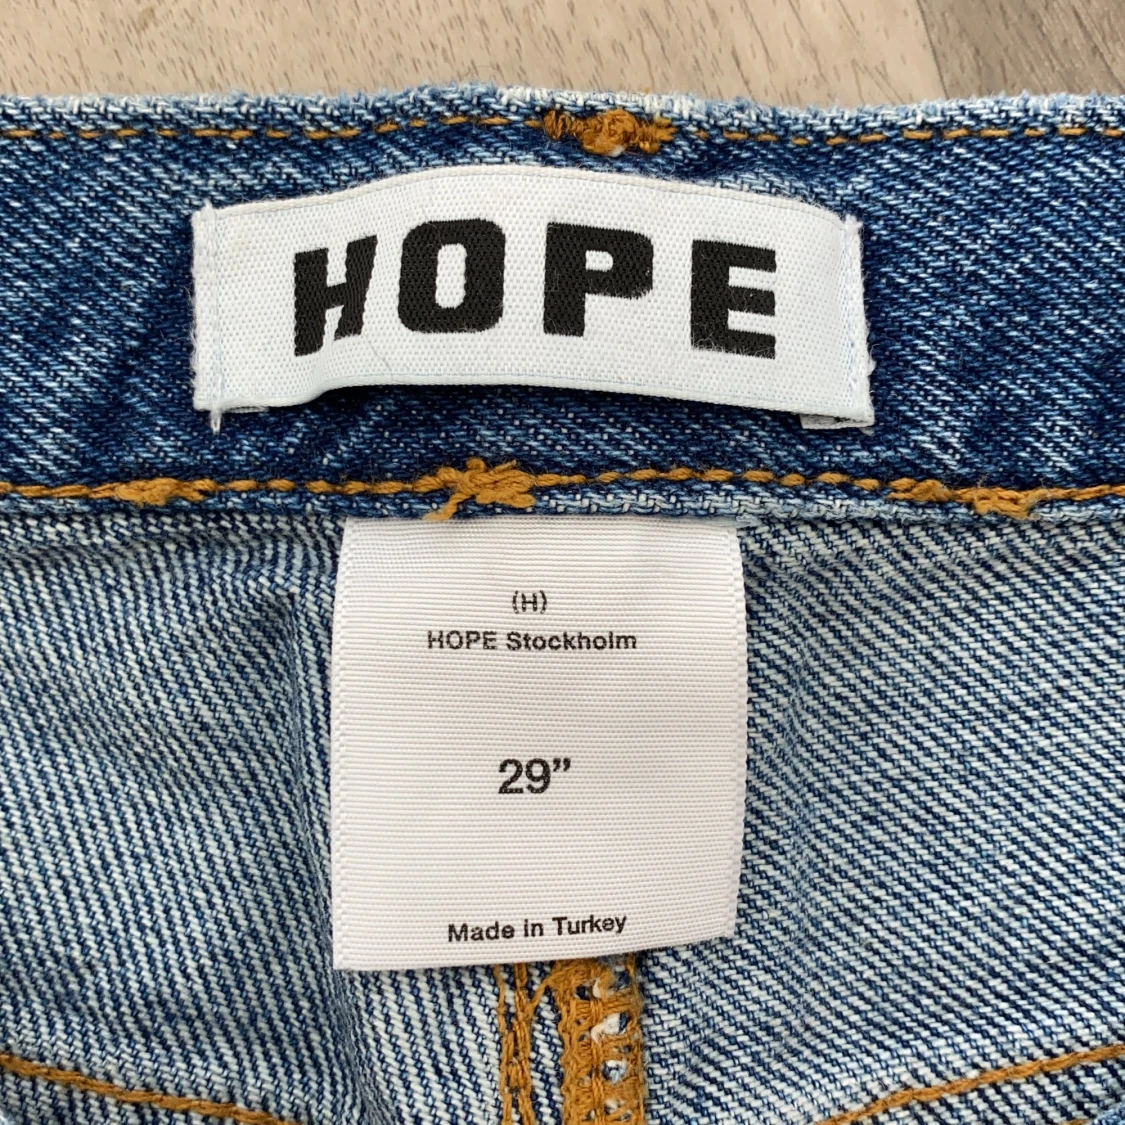 HOPE
(H)
HOPE Stockholm
29”
Made in Turkey